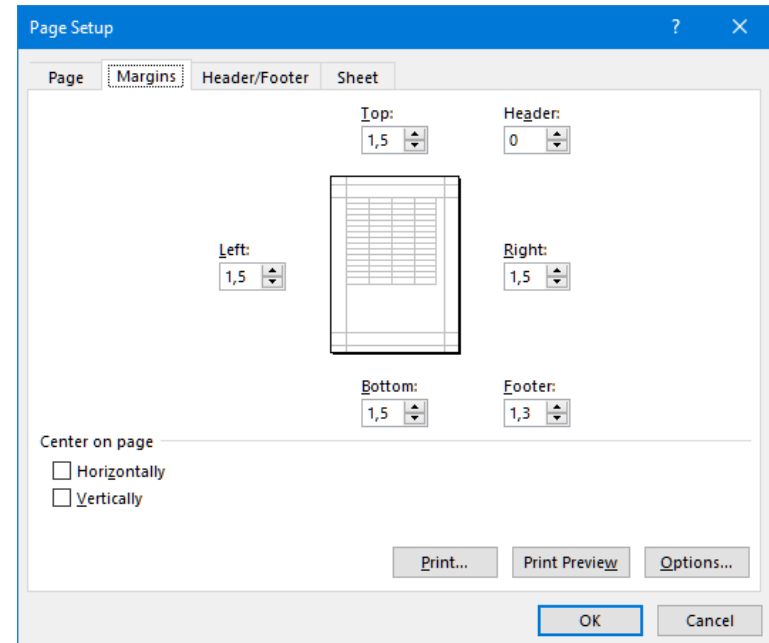 Page Setup
Page Margins Header/Footer Sheet
Top: Header:
1,5 0
Left: Right:
1,5 1,5
Bottom: Footer:
1,5 1,3
Center on page
Horizontally
Vertically
Print... Print Preview Options...
OK Cancel